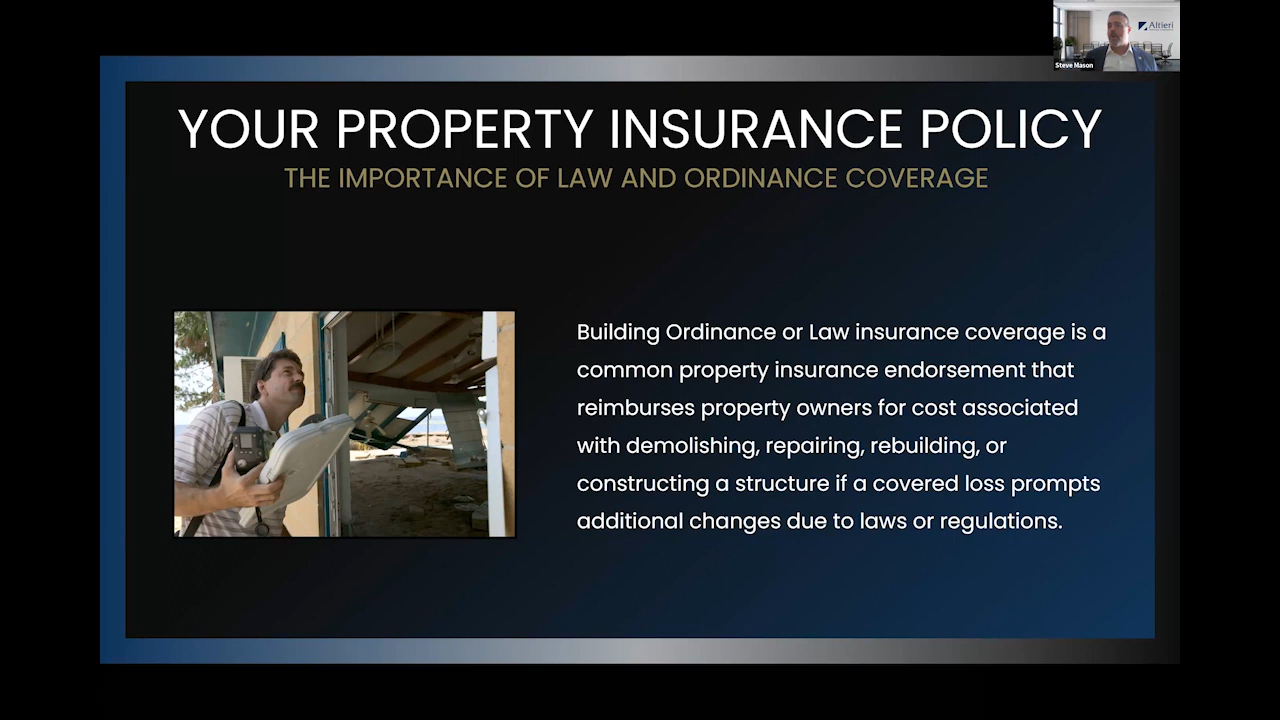 Altieri
Steve Mason
YOUR PROPERTY INSURANCE POLICY
THE IMPORTANCE OF LAW AND ORDINANCE COVERAGE
Building Ordinance or Law insurance coverage is a
common property insurance endorsement that
reimburses property owners for cost associated
with demolishing, repairing, rebuilding, or
constructing a structure if a covered loss prompts
additional changes due to laws or regulations.